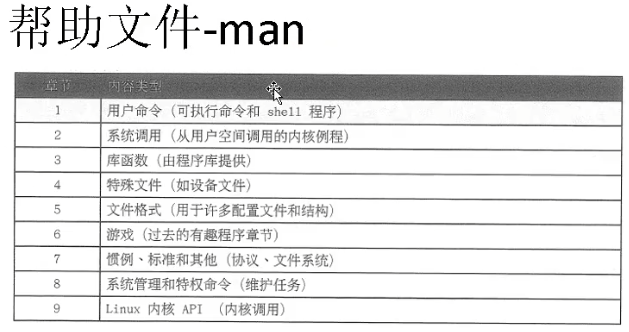 帮助文件-man
章节 内容类型
1 用户命令（可执行命令和 shell 程序）
2 系统调用（从用户空间调用的内核例程）
3 库函数（由程序库提供）
4 特殊文件（如设备文件）
5 文件格式（用于许多配置文件和结构）
6 游戏（过去的有趣程序章节）
7 惯例、标准和其他（协议、文件系统）
8 系统管理和特权命令（维护任务）
9 Linux 内核 API （内核调用）